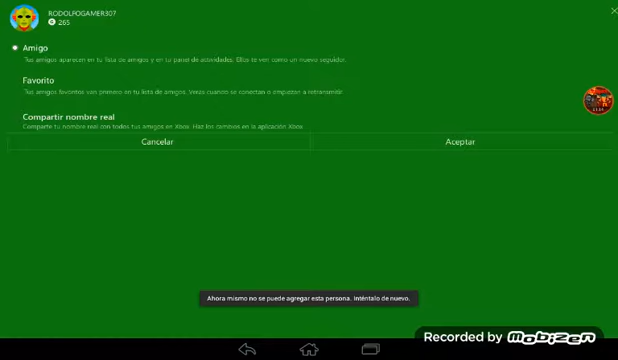 RODOLFOGAMER307
G 265
Amigo
Tus amigos aparecen en tu lista de amigos y en tu panel de actividades. Ellos te ven como un nuevo seguidor.
Favorito
Tus amigos favoritos van primero en tu lista de amigos. Verás cuando se conectan o empiezan a retransmitir.
Compartir nombre real
Comparte tu nombre real con todos tus amigos en Xbox. Haz los cambios en la aplicación Xbox.
Cancelar
Aceptar
Ahora mismo no se puede agregar esta persona. Inténtalo de nuevo.
Recorded by MOBIZEN